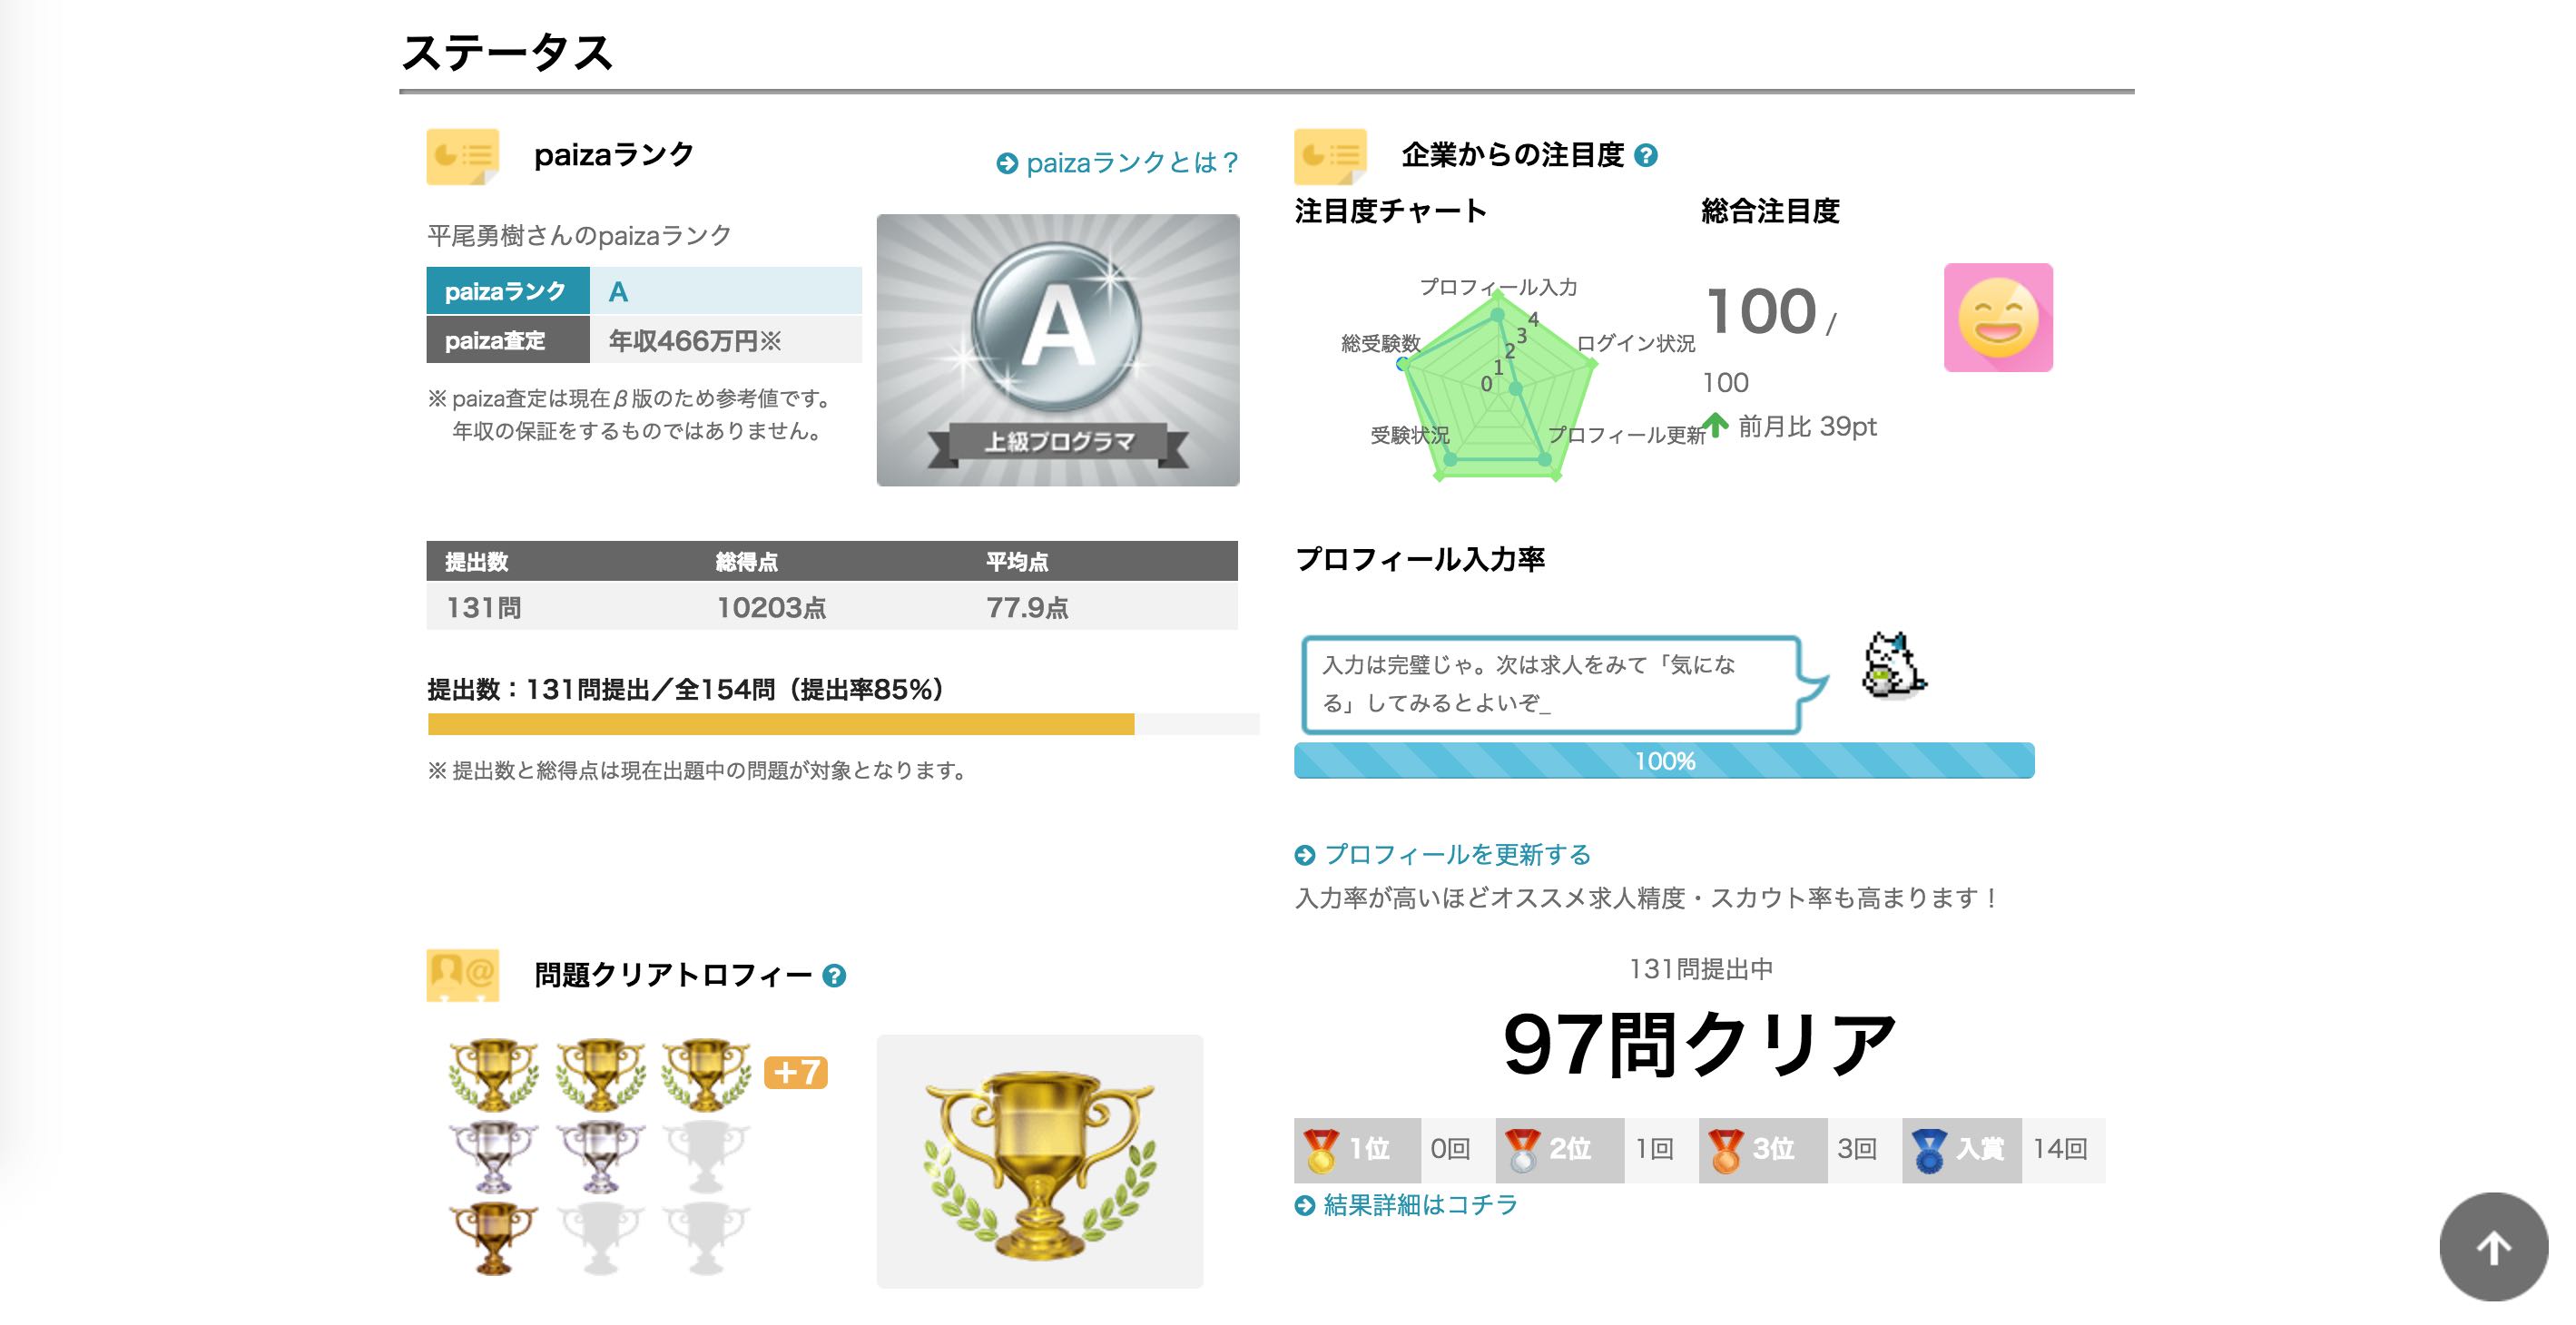 ステータス
paizaランク
paizaランクとは？
平尾勇樹さんのpaizaランク
paizaランク A
paiza査定 年収466万円※
※ paiza査定は現在β版のため参考値です。
年収の保証をするものではありません。
A
上級プログラマ
提出数 総得点 平均点
131問 10203点 77.9点
提出数：131問提出／全154問（提出率85%）
※ 提出数と総得点は現在出題中の問題が対象となります。
企業からの注目度 ?
注目度チャート
プロフィール入力
ログイン状況
プロフィール更新
受験状況
総受験数
4
3
2
1
0
総合注目度
100 /
100
前月比 39pt
プロフィール入力率
入力は完璧じゃ。次は求人をみて「気にな
る」してみるとよいぞ_
100%
プロフィールを更新する
入力率が高いほどオススメ求人精度・スカウト率も高まります！
問題クリアトロフィー ?
+7
131問提出中
97問クリア
1位 0回 2位 1回 3位 3回 入賞 14回
結果詳細はコチラ